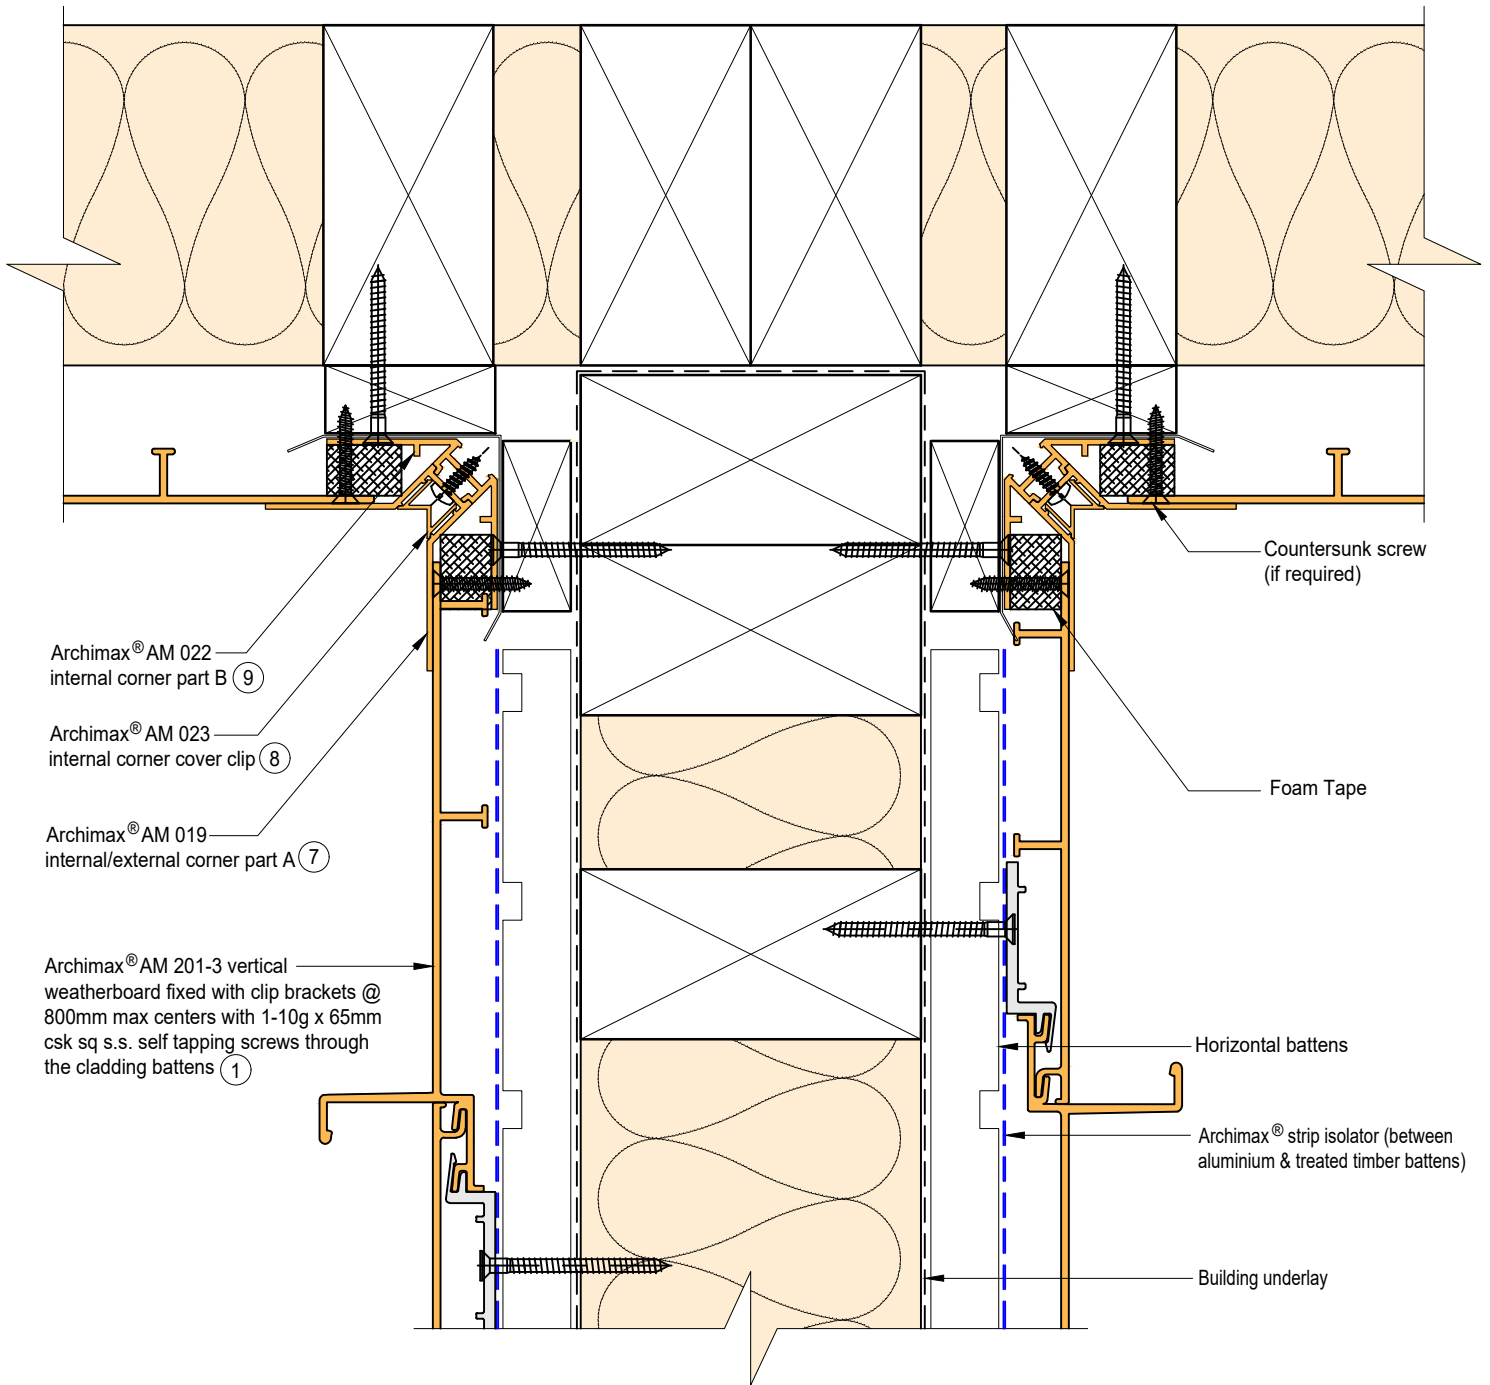 Archimax® AM 022
internal corner part B 9
Archimax® AM 023
internal corner cover clip 8
Archimax® AM 019
internal/external corner part A 7
Archimax® AM 201-3 vertical
weatherboard fixed with clip brackets @
800mm max centers with 1-10g x 65mm
csk sq s.s. self tapping screws through
the cladding battens 1
Countersunk screw
(if required)
Foam Tape
Horizontal battens
Archimax® strip isolator (between
aluminium & treated timber battens)
Building underlay